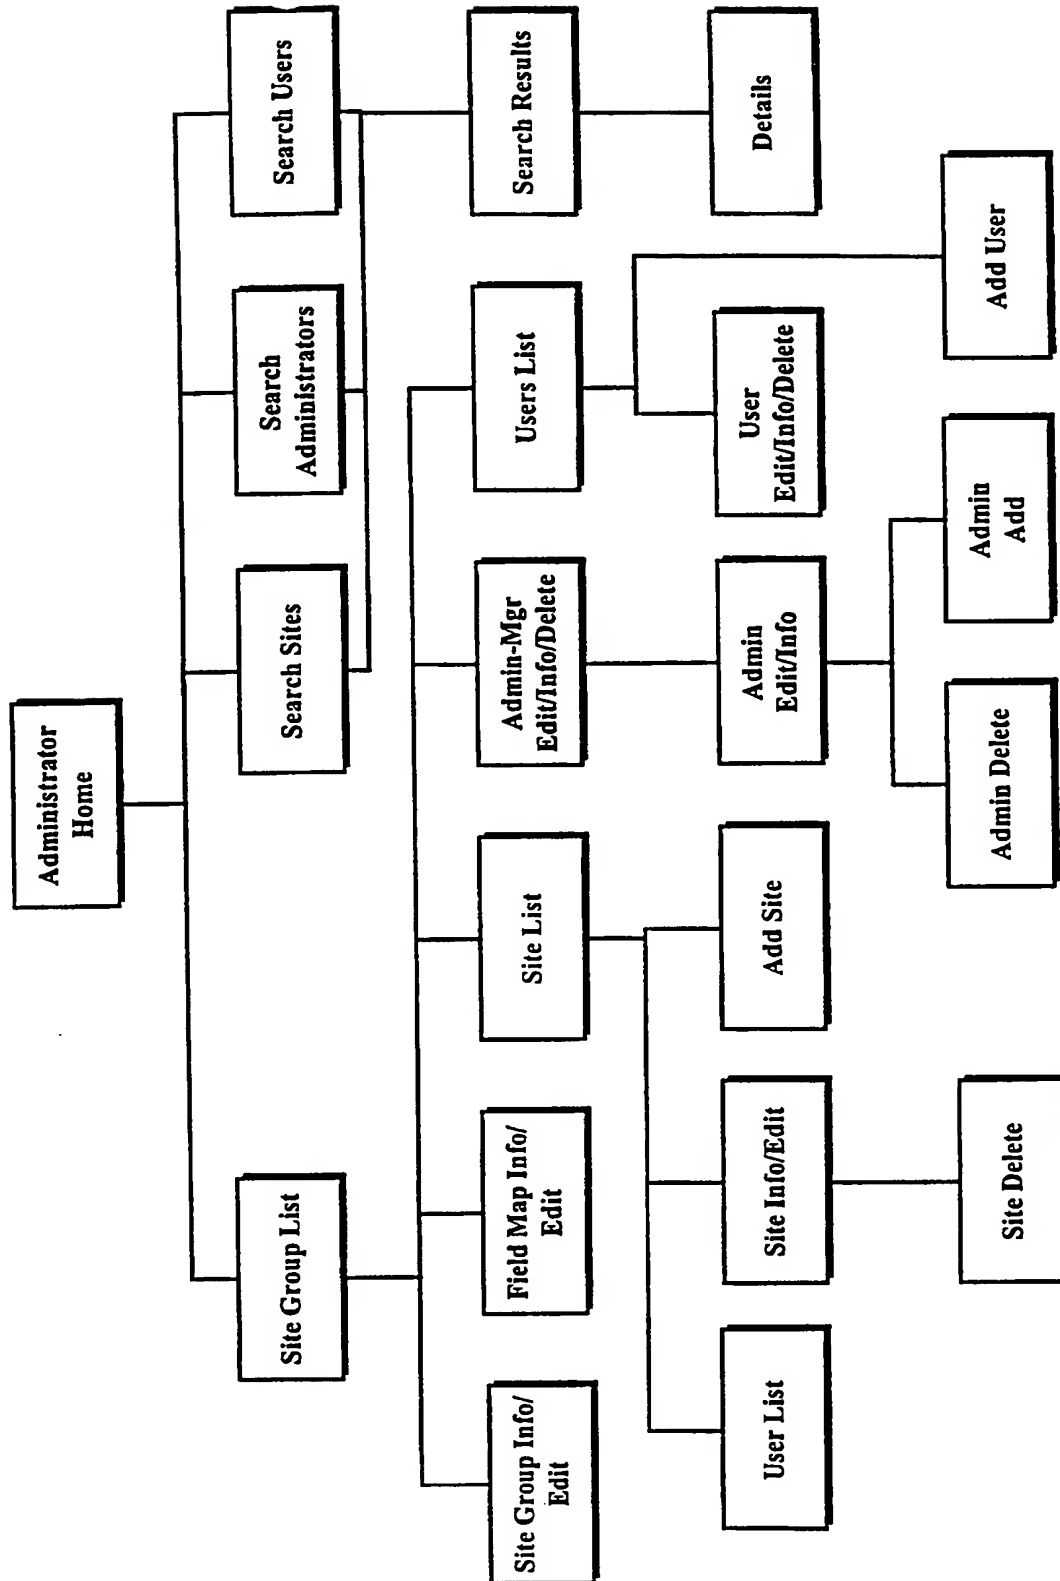 Administrator
Home
Site Group List
Search Sites
Search
Administrators
Search Users
Site Group Info/
Edit
Field Map Info/
Edit
Site List
Admin-Mgr
Edit/Info/Delete
Users List
Search Results
User List
Site Info/Edit
Add Site
Admin
Edit/Info
User
Edit/Info/Delete
Details
Site Delete
Admin Delete
Admin
Add
Add User